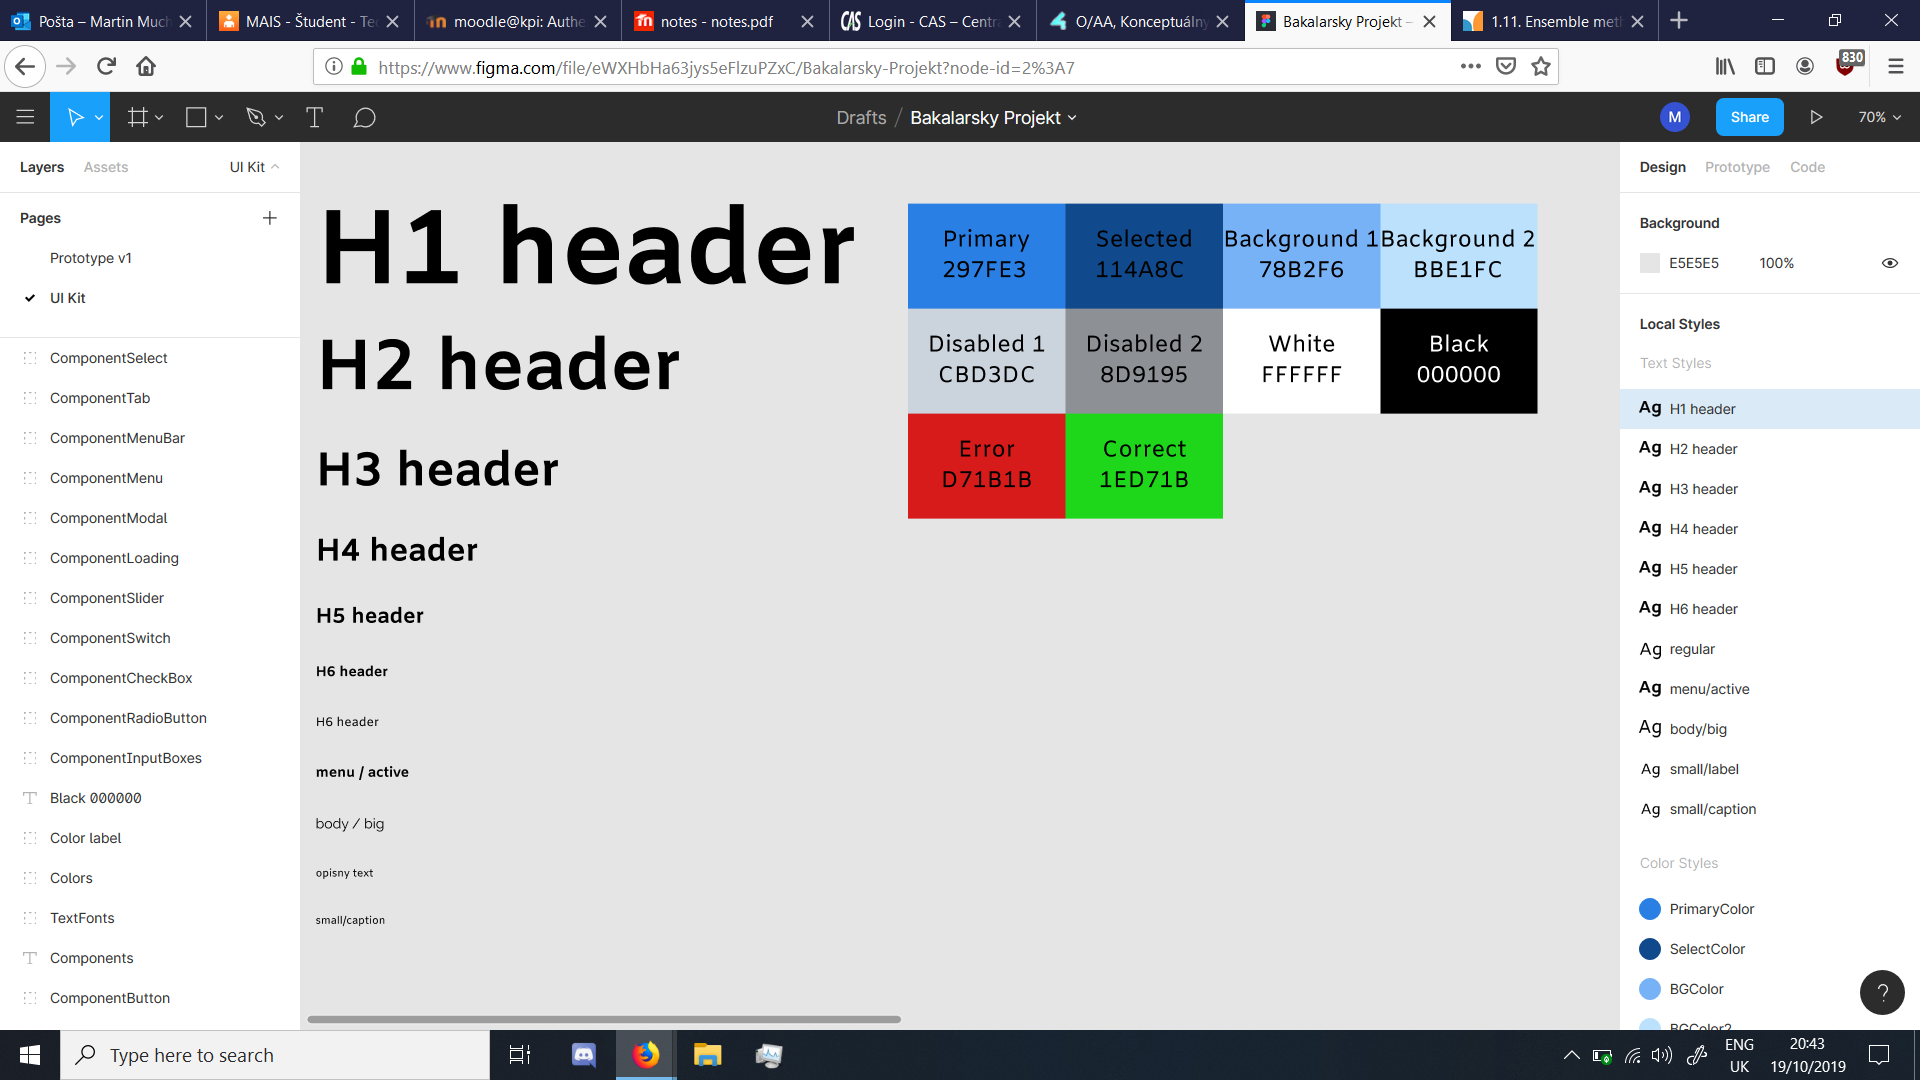 Pošta – Martin Much
MAIS - Študent - Te
moodle@kpi: Authe
notes - notes.pdf
Login - CAS – Centr
O/AA, Konceptuálny
Bakalarsky Projekt –
1.11. Ensemble met
https://www.figma.com/file/eWXHbHa63jys5eFlzuPZxC/Bakalarsky-Projekt?node-id=2%3A7
830
Drafts / Bakalarsky Projekt
M
Share
70%
Layers
Assets
UI Kit
Pages
Prototype v1
UI Kit
ComponentSelect
ComponentTab
ComponentMenuBar
ComponentMenu
ComponentModal
ComponentLoading
ComponentSlider
ComponentSwitch
ComponentCheckBox
ComponentRadioButton
ComponentInputBoxes
Black 000000
Color label
Colors
TextFonts
Components
ComponentButton
H1 header
H2 header
H3 header
H4 header
H5 header
H6 header
H6 header
menu / active
body / big
opisny text
small/caption
Primary
297FE3
Selected
114A8C
Background 1
78B2F6
Background 2
BBE1FC
Disabled 1
CBD3DC
Disabled 2
8D9195
White
FFFFFF
Black
000000
Error
D71B1B
Correct
1ED71B
Design
Prototype
Code
Background
E5E5E5
100%
Local Styles
Text Styles
Ag H1 header
Ag H2 header
Ag H3 header
Ag H4 header
Ag H5 header
Ag H6 header
Ag regular
Ag menu/active
Ag body/big
Ag small/label
Ag small/caption
Color Styles
PrimaryColor
SelectColor
BGColor
BGColor2
?
Type here to search
ENG
UK
20:43
19/10/2019